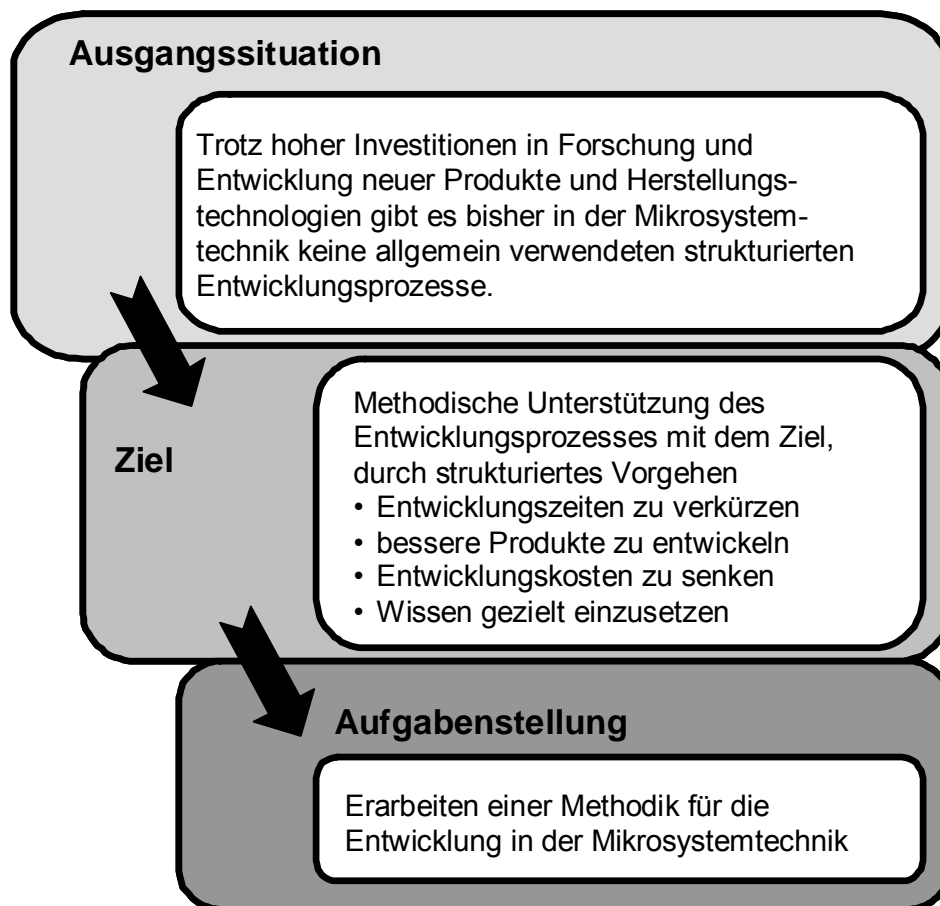 Ausgangssituation
Trotz hoher Investitionen in Forschung und
Entwicklung neuer Produkte und Herstellungs-
technologien gibt es bisher in der Mikrosystem-
technik keine allgemein verwendeten strukturierten
Entwicklungsprozesse.
Ziel
Methodische Unterstützung des
Entwicklungsprozesses mit dem Ziel,
durch strukturiertes Vorgehen
• Entwicklungszeiten zu verkürzen
• bessere Produkte zu entwickeln
• Entwicklungskosten zu senken
• Wissen gezielt einzusetzen
Aufgabenstellung
Erarbeiten einer Methodik für die
Entwicklung in der Mikrosystemtechnik